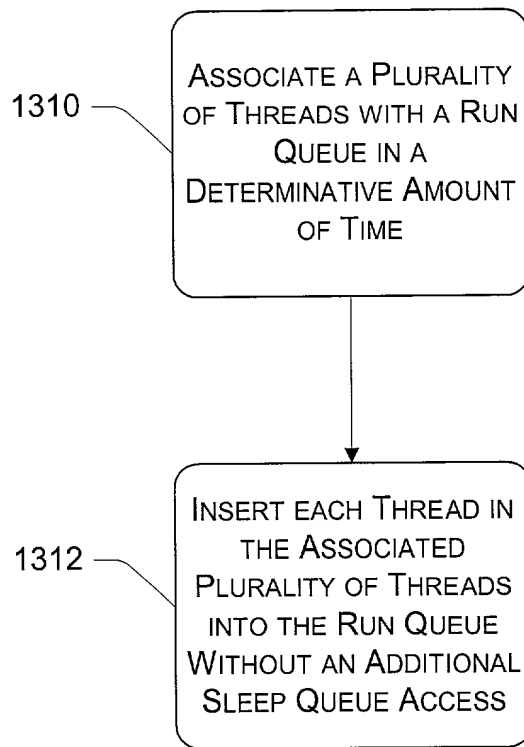 1310
ASSOCIATE A PLURALITY
OF THREADS WITH A RUN
QUEUE IN A
DETERMINATIVE AMOUNT
OF TIME
1312
INSERT EACH THREAD IN
THE ASSOCIATED
PLURALITY OF THREADS
INTO THE RUN QUEUE
WITHOUT AN ADDITIONAL
SLEEP QUEUE ACCESS